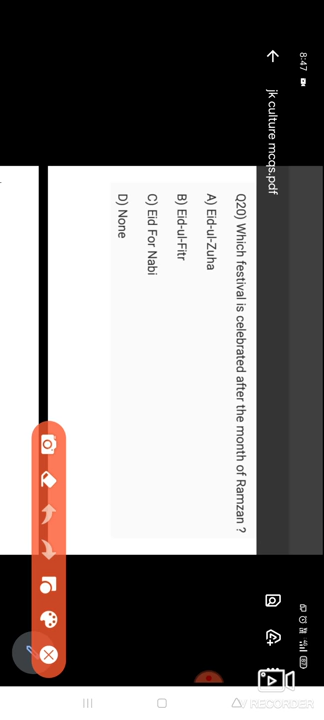 8:47
jk culture mcqs.pdf
Q20) Which festival is celebrated after the month of Ramzan ?
A) Eid-ul-Zuha
B) Eid-ul-Fitr
C) Eid For Nabi
D) None
RECORDER